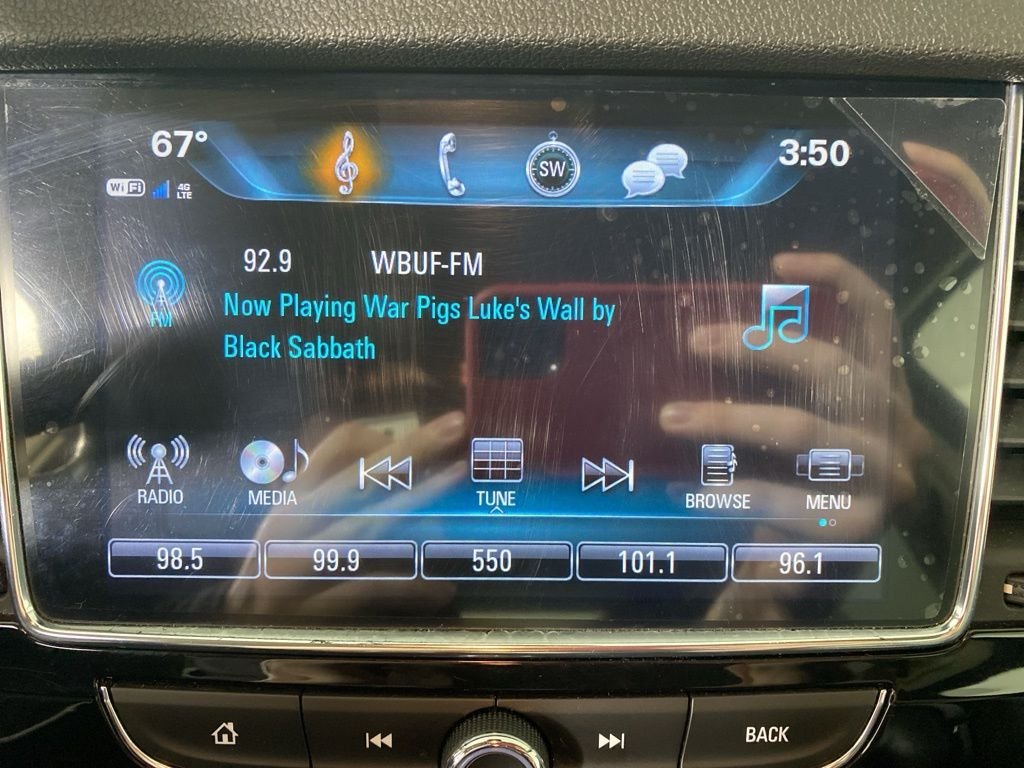 67°
SW
3:50
WiFi
4G
LTE
92.9 WBUF-FM
FM
Now Playing War Pigs Luke's Wall by
Black Sabbath
RADIO MEDIA TUNE BROWSE MENU
98.5 99.9 550 101.1 96.1
BACK